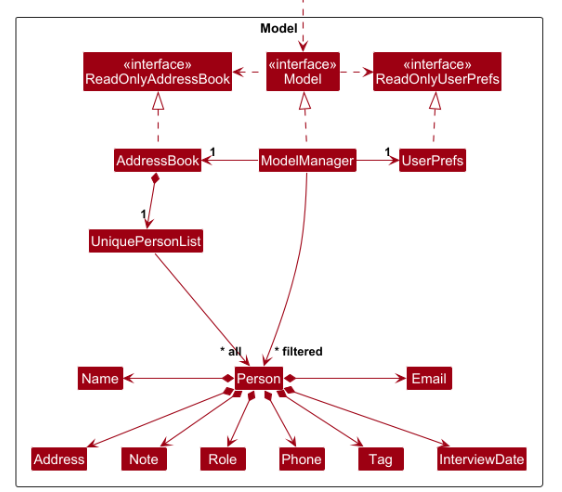 Model
«interface»
ReadOnlyAddressBook
«interface»
Model
«interface»
ReadOnlyUserPrefs
AddressBook
1
ModelManager
1
UserPrefs
1
UniquePersonList
* all
* filtered
Name
Person
Email
Address
Note
Role
Phone
Tag
InterviewDate